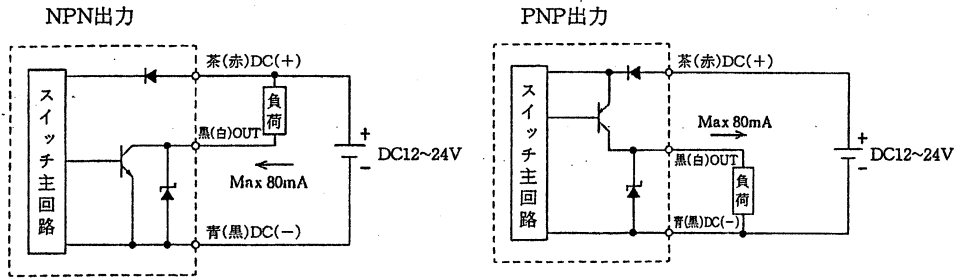 NPN出力
茶(赤)DC(+)
スイッチ主回路
負荷
黒(白)OUT
Max 80mA
+
-
DC12~24V
青(黒)DC(-)
PNP出力
茶(赤)DC(+)
スイッチ主回路
Max 80mA
黒(白)OUT
負荷
+
-
DC12~24V
青(黒)DC(-)